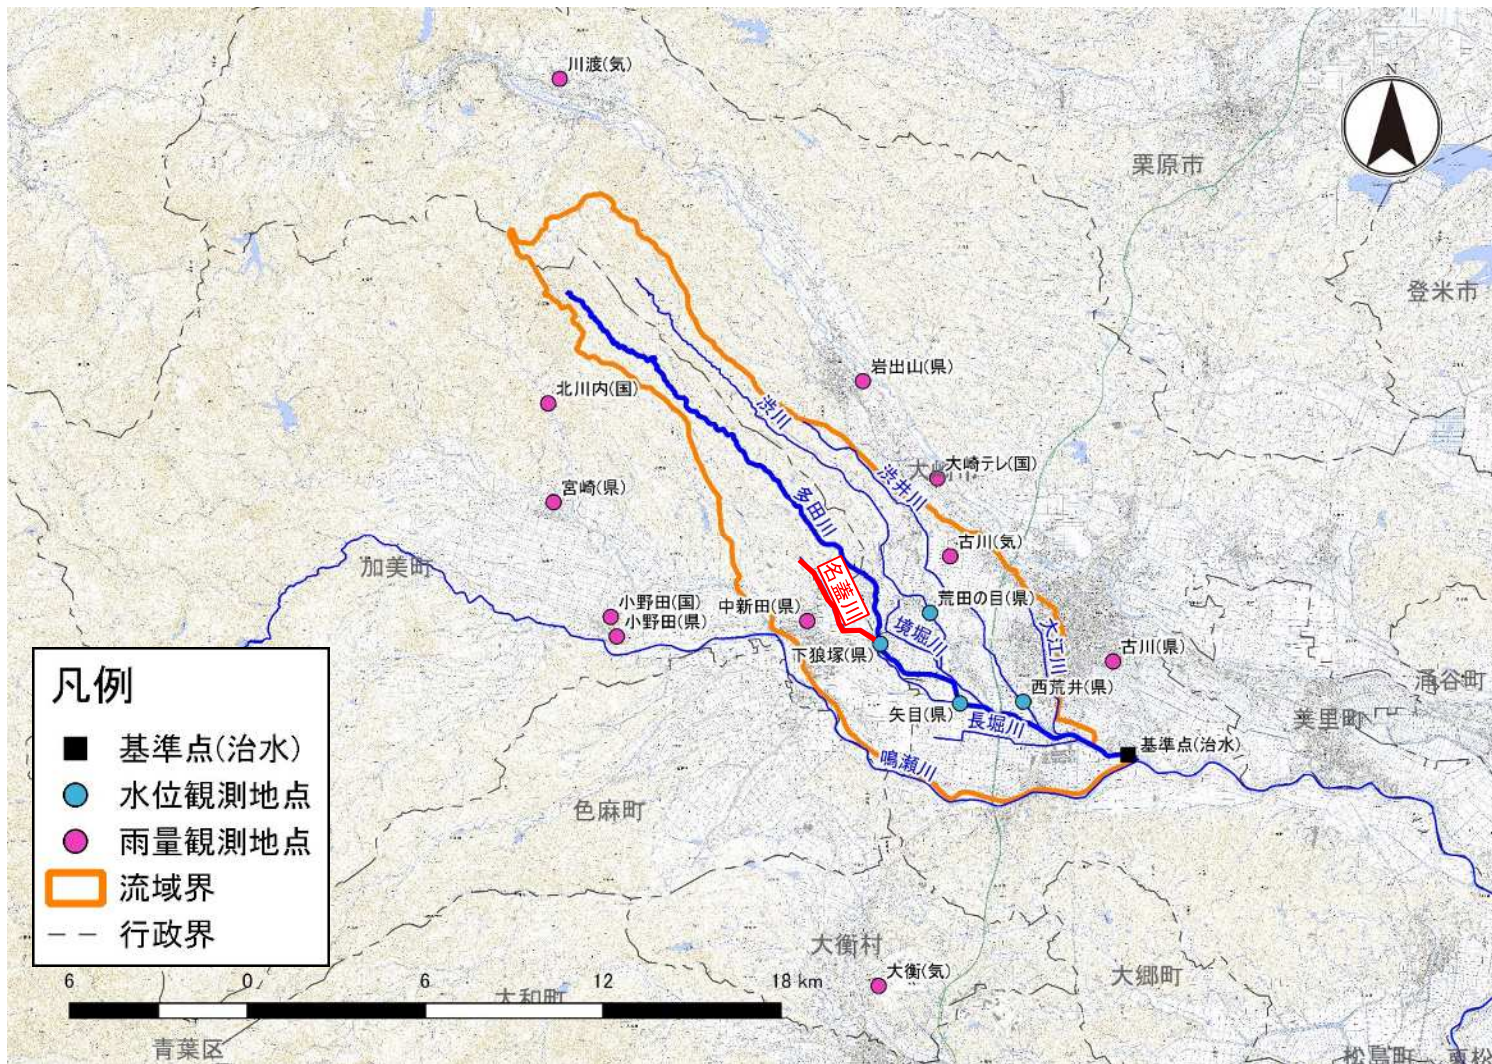 川渡(気)
N
栗原市
登米市
岩出山(県)
北川内(国)
渋川
大崎テレ(国)
渋井川
宮崎(県)
多田川
古川(気)
加美町
名蓋川
小野田(国)
小野田(県)
中新田(県)
荒田の目(県)
境堀川
大江川
下狼塚(県)
古川(県)
西荒井(県)
涌谷町
矢目(県)
長堀川
美里町
基準点(治水)
鳴瀬川
色麻町
凡例
基準点(治水)
水位観測地点
雨量観測地点
流域界
行政界
大衡村
大衡(気)
大郷町
6 0 6 12 18 km
大和町
青葉区
松島町